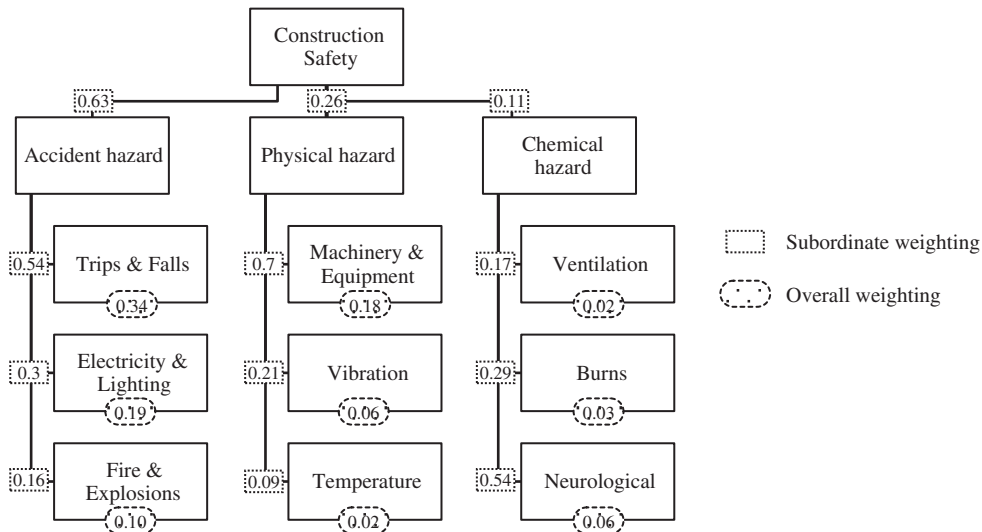 Construction
Safety
0.63
0.26
0.11
Accident hazard
Physical hazard
Chemical
hazard
0.54
Trips & Falls
0.34
0.7
Machinery &
Equipment
0.18
0.17
Ventilation
0.02
Subordinate weighting
Overall weighting
0.3
Electricity &
Lighting
0.19
0.21
Vibration
0.06
0.29
Burns
0.03
0.16
Fire &
Explosions
0.10
0.09
Temperature
0.02
0.54
Neurological
0.06